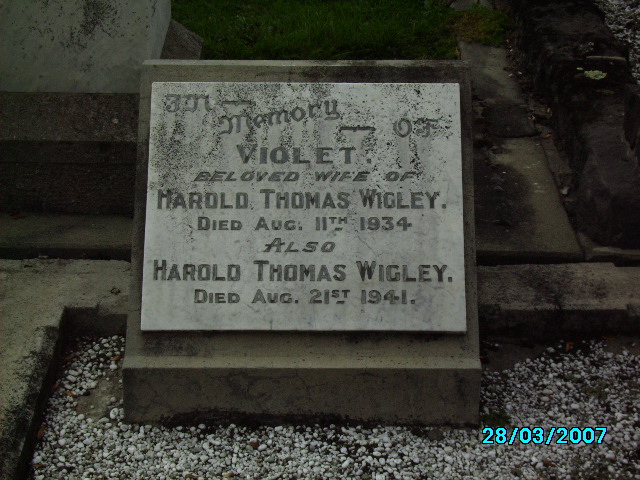 In Memory Of
VIOLET.
BELOVED WIFE OF
HAROLD THOMAS WIGLEY.
DIED AUG. 11TH 1934
ALSO
HAROLD THOMAS WIGLEY,
DIED AUG. 21ST 1941.
28/03/2007